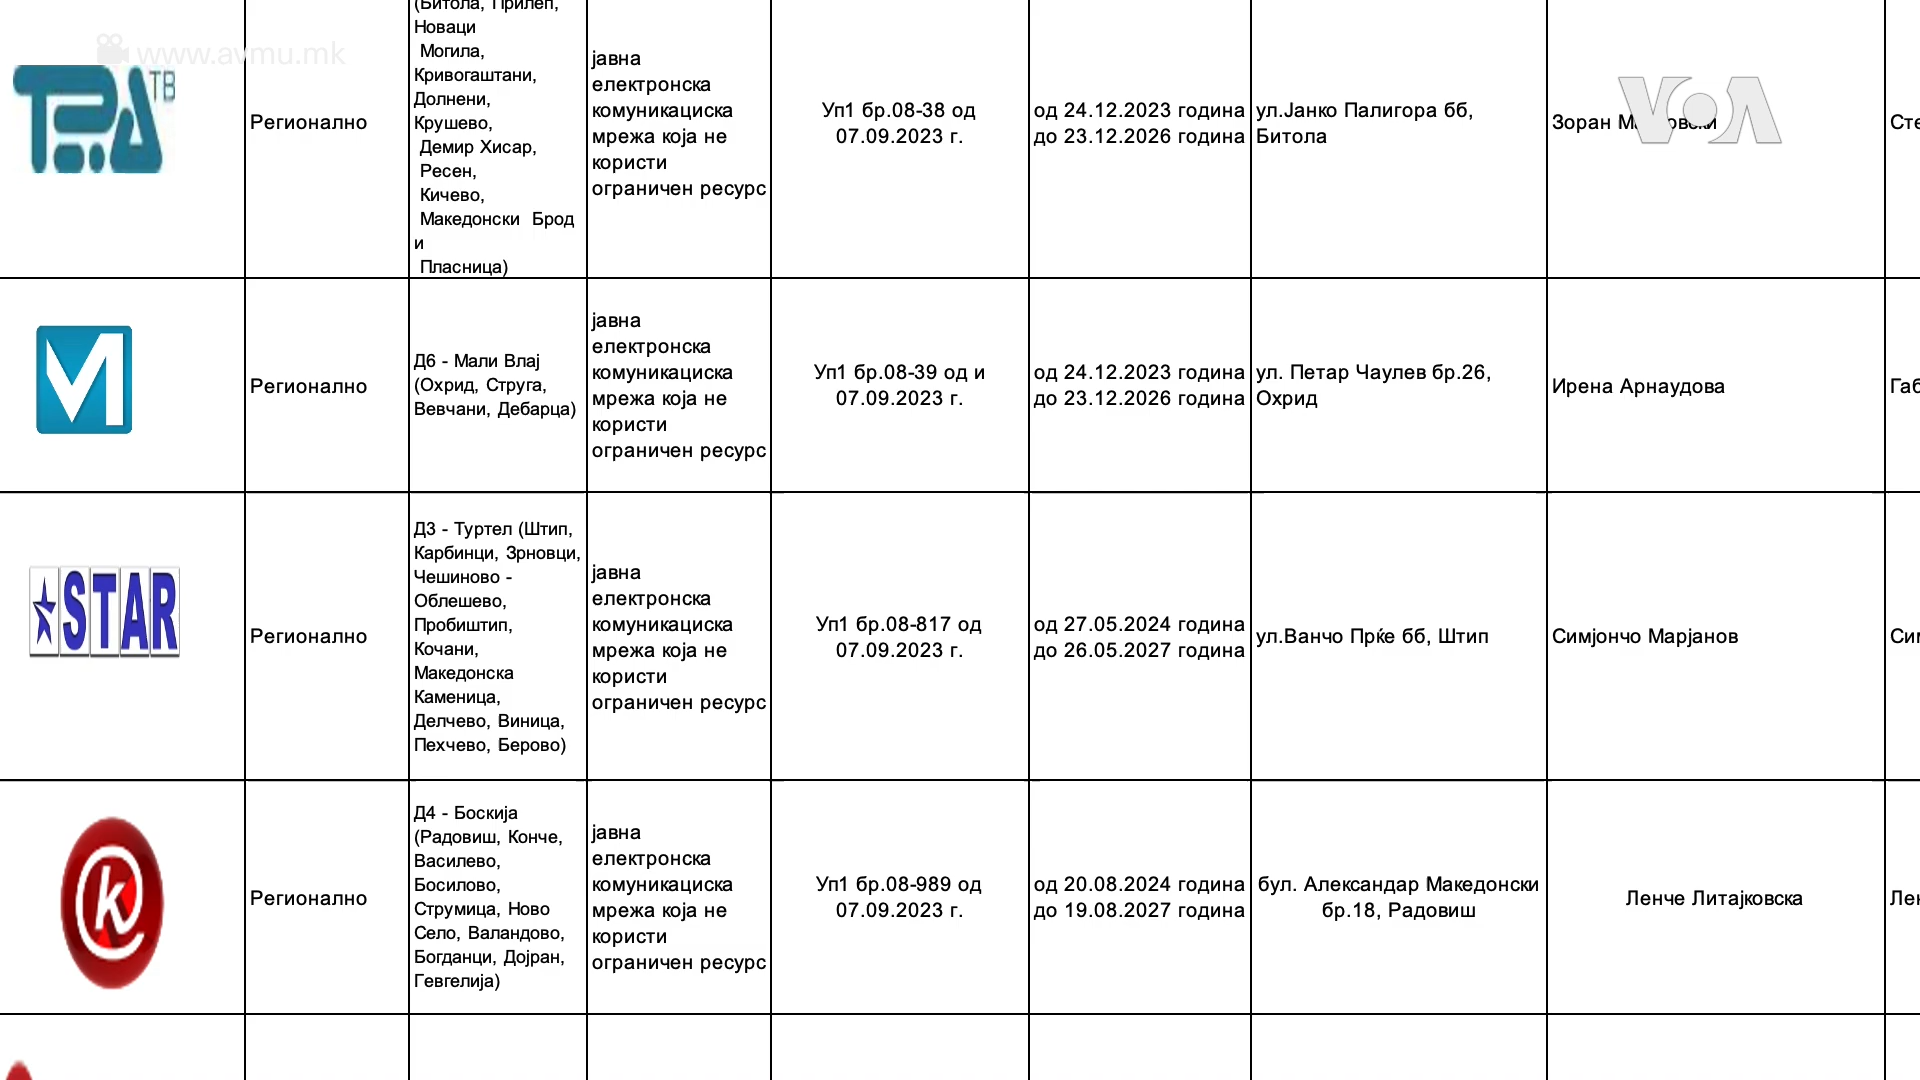 www.avmu.mk
ТВ
Регионално
(Битола, Прилеп,
Новаци
Могила,
Кривогаштани,
Долнени,
Крушево,
Демир Хисар,
Ресен,
Кичево,
Македонски Брод
и
Пласница)
јавна
електронска
комуникациска
мрежа која не
користи
ограничен ресурс
Уп1 бр.08-38 од
07.09.2023 г.
од 24.12.2023 година
до 23.12.2026 година
ул.Јанко Палигора бб,
Битола
Зоран
VOA
Регионално
Д6 - Мали Влај
(Охрид, Струга,
Вевчани, Дебарца)
јавна
електронска
комуникациска
мрежа која не
користи
ограничен ресурс
Уп1 бр.08-39 од и
07.09.2023 г.
од 24.12.2023 година
до 23.12.2026 година
ул. Петар Чаулев бр.26,
Охрид
Ирена Арнаудова
STAR
Регионално
Д3 - Туртел (Штип,
Карбинци, Зрновци,
Чешиново -
Облешево,
Пробиштип,
Кочани,
Македонска
Каменица,
Делчево, Виница,
Пехчево, Берово)
јавна
електронска
комуникациска
мрежа која не
користи
ограничен ресурс
Уп1 бр.08-817 од
07.09.2023 г.
од 27.05.2024 година
до 26.05.2027 година
ул.Ванчо Прќе бб, Штип
Симјончо Марјанов
k
Регионално
Д4 - Боскија
(Радовиш, Конче,
Василево,
Босилово,
Струмица, Ново
Село, Валандово,
Богданци, Дојран,
Гевгелија)
јавна
електронска
комуникациска
мрежа која не
користи
ограничен ресурс
Уп1 бр.08-989 од
07.09.2023 г.
од 20.08.2024 година
до 19.08.2027 година
бул. Александар Македонски
бр.18, Радовиш
Ленче Литајковска